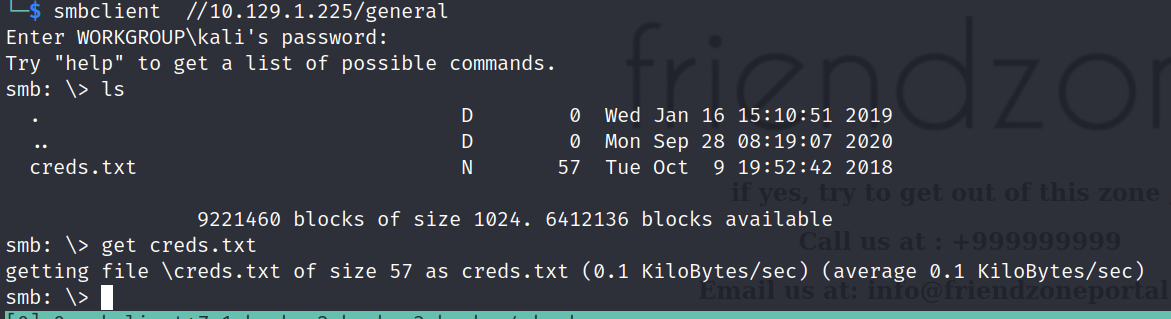 └─$ smbclient //10.129.1.225/general
Enter WORKGROUP\kali's password:
Try "help" to get a list of possible commands.
smb: \> ls
. D 0 Wed Jan 16 15:10:51 2019
.. D 0 Mon Sep 28 08:19:07 2020
creds.txt N 57 Tue Oct 9 19:52:42 2018
9221460 blocks of size 1024. 6412136 blocks available
smb: \> get creds.txt
getting file \creds.txt of size 57 as creds.txt (0.1 KiloBytes/sec) (average 0.1 KiloBytes/sec)
smb: \>
friendzon
if yes, try to get out of this zone
Call us at : +999999999
Email us at: info@friendzoneportal